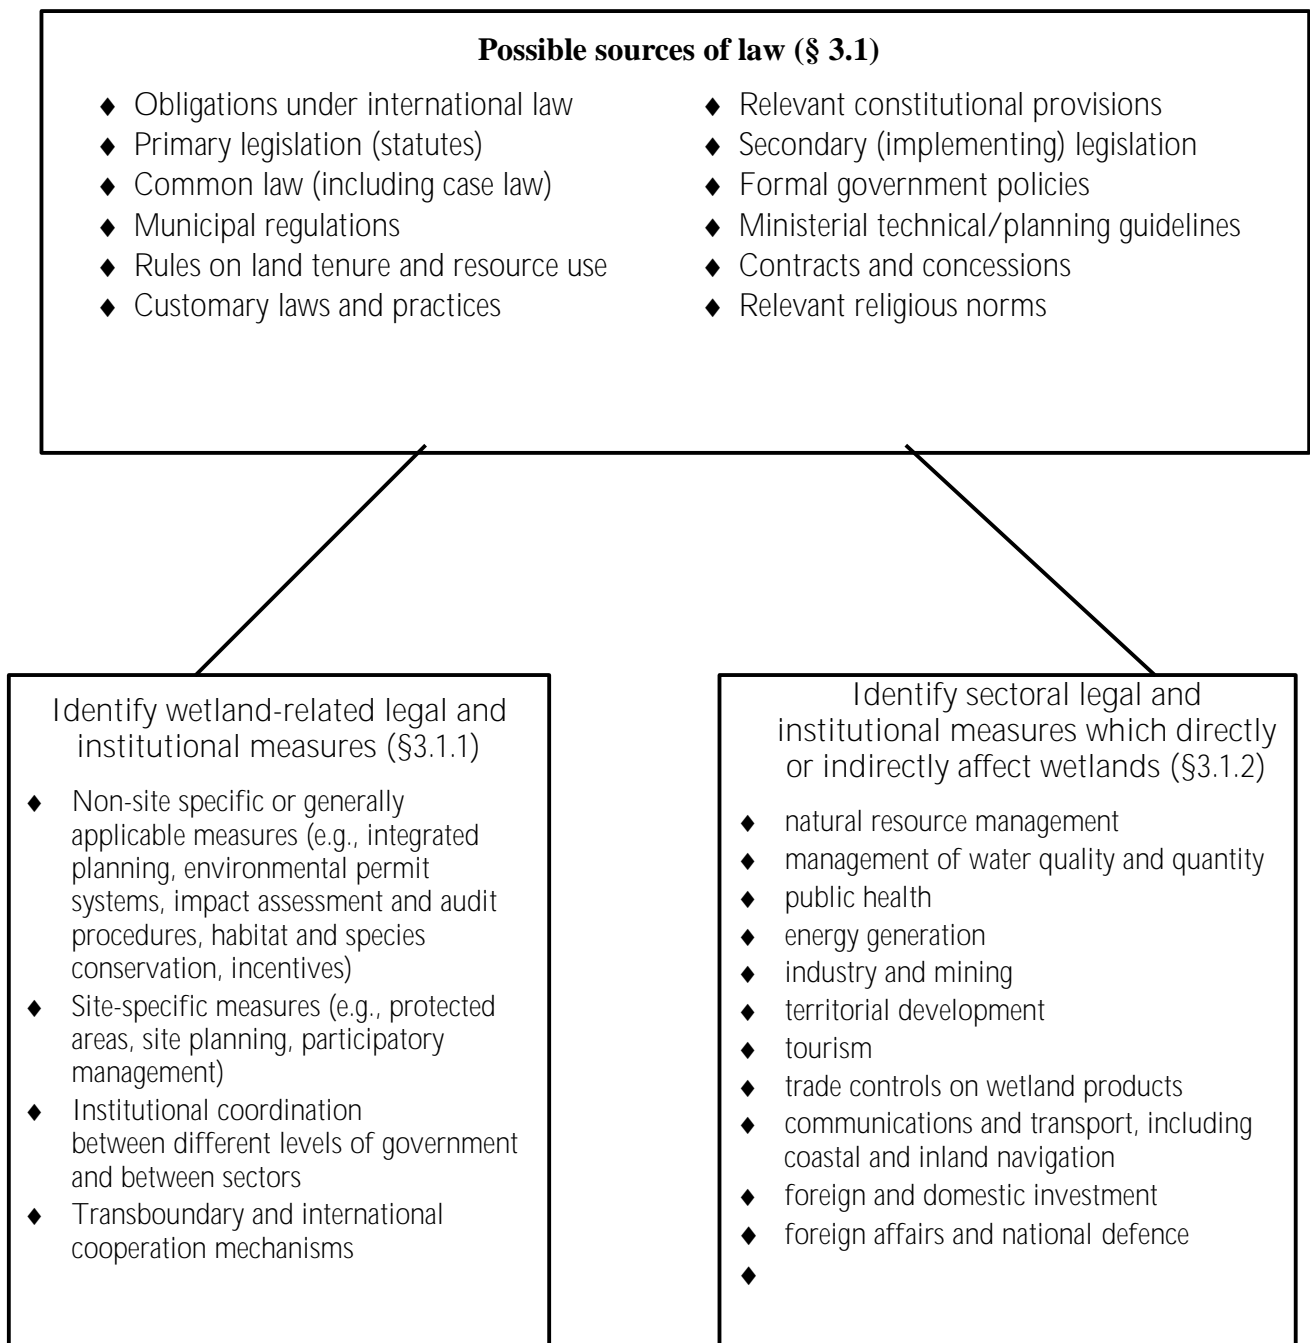 Possible sources of law (§ 3.1)
♦ Obligations under international law
♦ Primary legislation (statutes)
♦ Common law (including case law)
♦ Municipal regulations
♦ Rules on land tenure and resource use
♦ Customary laws and practices
♦ Relevant constitutional provisions
♦ Secondary (implementing) legislation
♦ Formal government policies
♦ Ministerial technical/planning guidelines
♦ Contracts and concessions
♦ Relevant religious norms
Identify wetland-related legal and
institutional measures (§3.1.1)
♦ Non-site specific or generally
applicable measures (e.g., integrated
planning, environmental permit
systems, impact assessment and audit
procedures, habitat and species
conservation, incentives)
♦ Site-specific measures (e.g., protected
areas, site planning, participatory
management)
♦ Institutional coordination
between different levels of government
and between sectors
♦ Transboundary and international
cooperation mechanisms
Identify sectoral legal and
institutional measures which directly
or indirectly affect wetlands (§3.1.2)
♦ natural resource management
♦ management of water quality and quantity
♦ public health
♦ energy generation
♦ industry and mining
♦ territorial development
♦ tourism
♦ trade controls on wetland products
♦ communications and transport, including
coastal and inland navigation
♦ foreign and domestic investment
♦ foreign affairs and national defence
♦